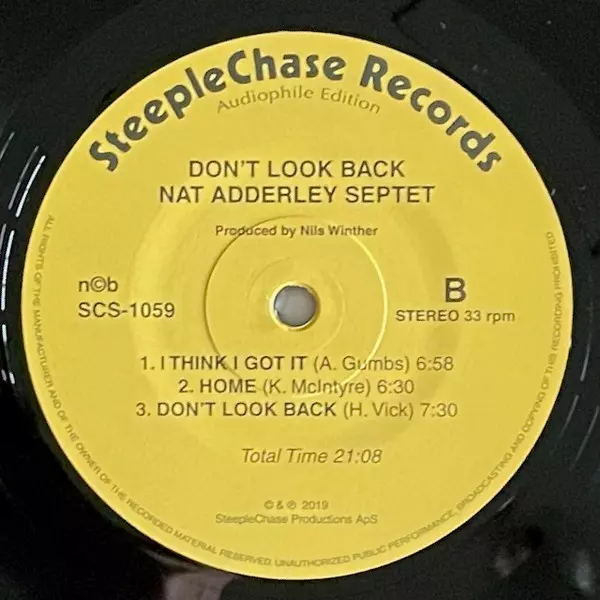 SteepleChase Records
Audiophile Edition
DON'T LOOK BACK
NAT ADDERLEY SEPTET
Produced by Nils Winther
n©b
SCS-1059
B
STEREO 33 rpm
1. I THINK I GOT IT (A. Gumbs) 6:58
2. HOME (K. McIntyre) 6:30
3. DON'T LOOK BACK (H. Vick) 7:30
Total Time 21:08
© & ℗ 2019
SteepleChase Productions ApS
ALL RIGHTS OF THE MANUFACTURER AND OF THE OWNER OF THE RECORDED MATERIAL RESERVED. UNAUTHORIZED PUBLIC PERFORMANCE, BROADCASTING AND COPYING OF THIS RECORDING PROHIBITED